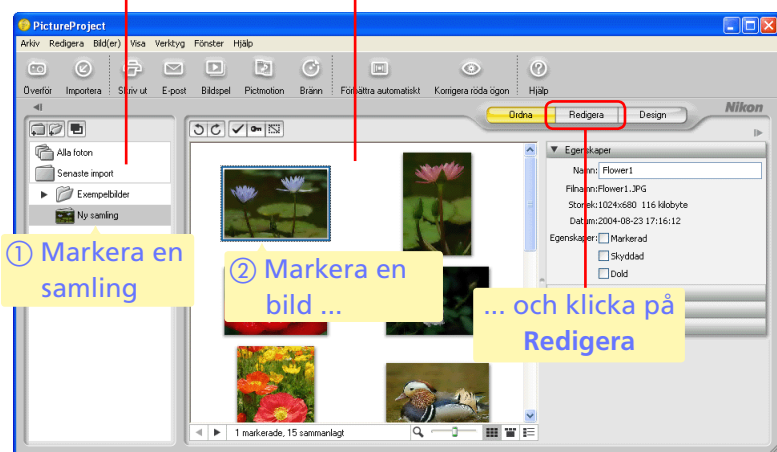 PictureProject
Arkiv Redigera Bild(er) Visa Verktyg Fönster Hjälp
Överför Importera Skriv ut E-post Bildspel Pictmotion Bränn Förbättra automatiskt Korrigera röda ögon Hjälp
Ordna Redigera Design Nikon
Alla foton
Senaste import
Exempelbilder
Ny samling
① Markera en
samling
② Markera en
bild ...
Egenskaper
Namn: Flower1
Filnamn: Flower1.JPG
Storlek: 1024x680 116 kilobyte
Datum: 2004-08-23 17:16:12
Egenskaper: Markerad
Skyddad
Dold
... och klicka på
Redigera
1 markerade, 15 sammanlagt